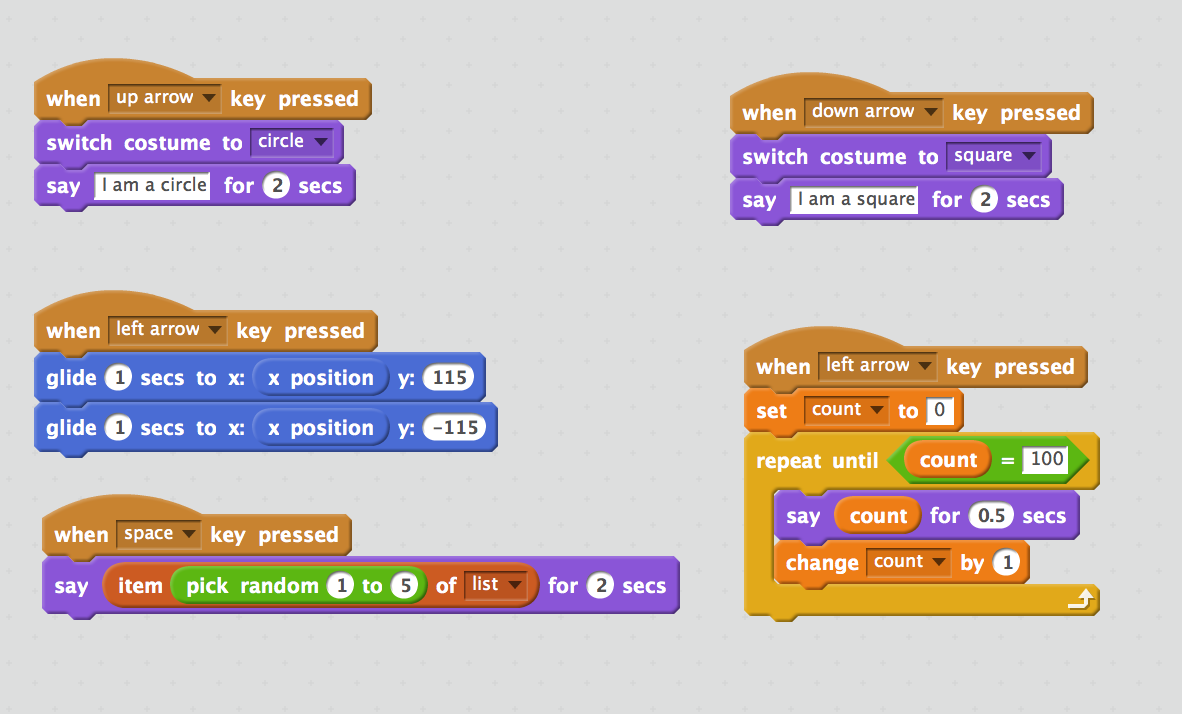 when up arrow key pressed
switch costume to circle
say I am a circle for 2 secs
when down arrow key pressed
switch costume to square
say I am a square for 2 secs
when left arrow key pressed
glide 1 secs to x: x position y: 115
glide 1 secs to x: x position y: -115
when left arrow key pressed
set count to 0
repeat until count = 100
say count for 0.5 secs
change count by 1
when space key pressed
say item pick random 1 to 5 of list for 2 secs